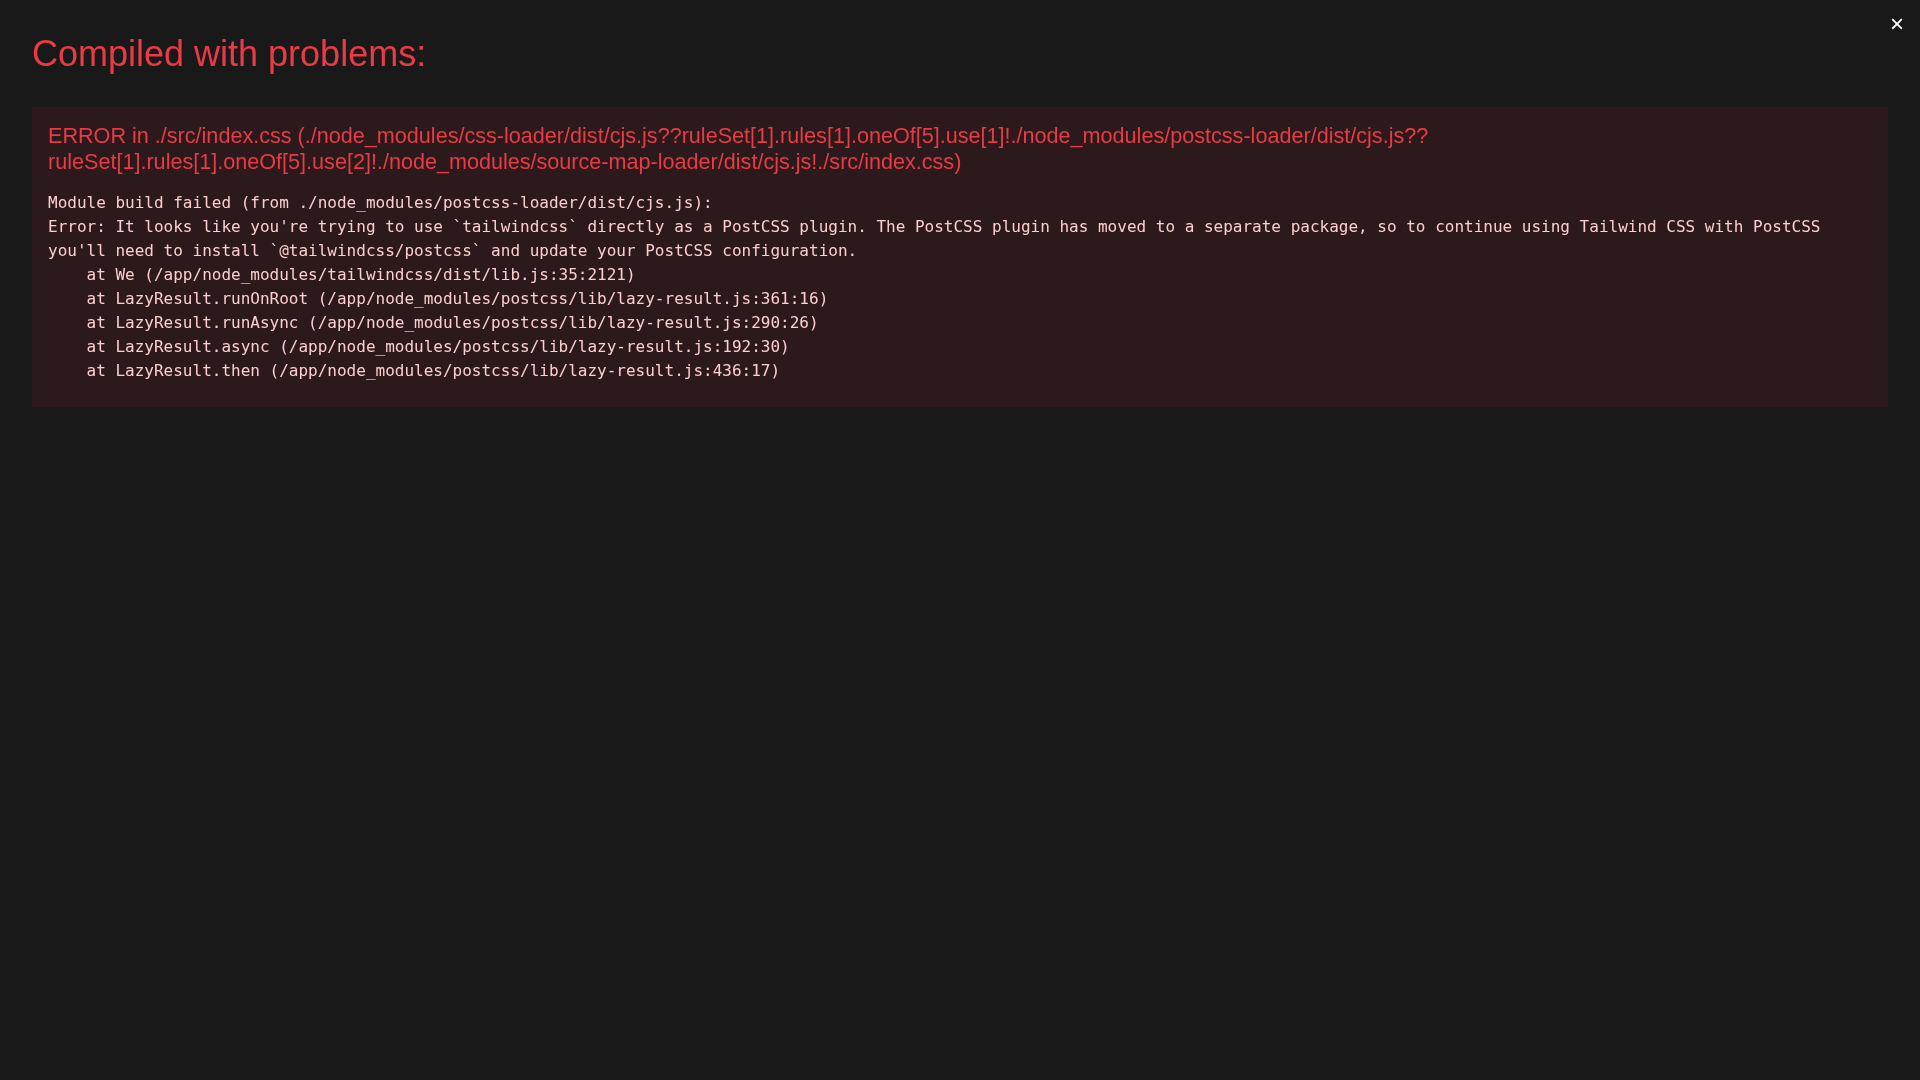 ×
Compiled with problems:
ERROR in ./src/index.css (./node_modules/css-loader/dist/cjs.js??ruleSet[1].rules[1].oneOf[5].use[1]!./node_modules/postcss-loader/dist/cjs.js??
ruleSet[1].rules[1].oneOf[5].use[2]!./node_modules/source-map-loader/dist/cjs.js!./src/index.css)
Module build failed (from ./node_modules/postcss-loader/dist/cjs.js):
Error: It looks like you're trying to use `tailwindcss` directly as a PostCSS plugin. The PostCSS plugin has moved to a separate package, so to continue using Tailwind CSS with PostCSS
you'll need to install `@tailwindcss/postcss` and update your PostCSS configuration.
    at We (/app/node_modules/tailwindcss/dist/lib.js:35:2121)
    at LazyResult.runOnRoot (/app/node_modules/postcss/lib/lazy-result.js:361:16)
    at LazyResult.runAsync (/app/node_modules/postcss/lib/lazy-result.js:290:26)
    at LazyResult.async (/app/node_modules/postcss/lib/lazy-result.js:192:30)
    at LazyResult.then (/app/node_modules/postcss/lib/lazy-result.js:436:17)